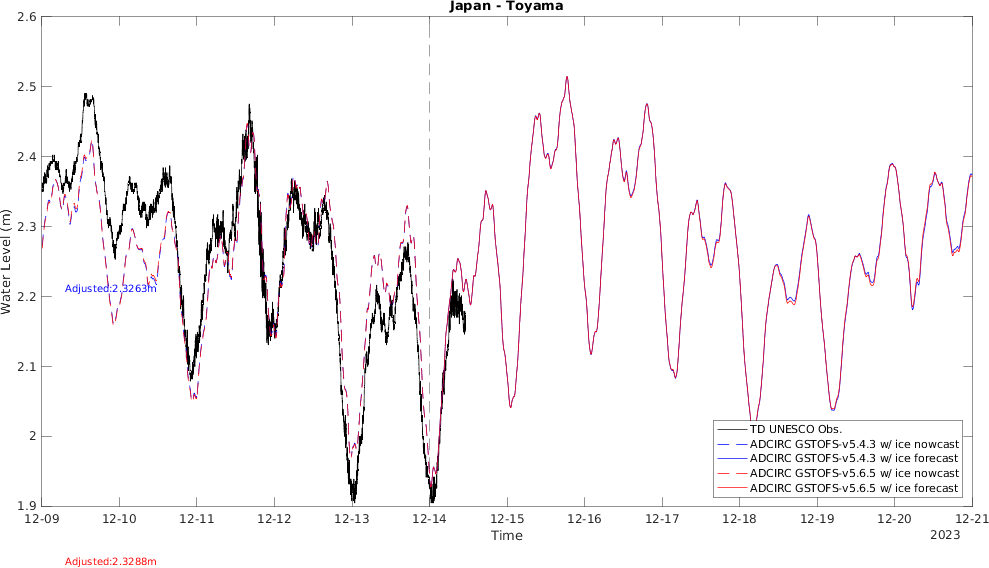 Japan - Toyama
2.6
2.5
2.4
2.3
2.2
2.1
2
1.9
Water Level (m)
Adjusted:2.3263m
TD UNESCO Obs.
ADCIRC GSTOFS-v5.4.3 w/ ice nowcast
ADCIRC GSTOFS-v5.4.3 w/ ice forecast
ADCIRC GSTOFS-v5.6.5 w/ ice nowcast
ADCIRC GSTOFS-v5.6.5 w/ ice forecast
12-09 12-10 12-11 12-12 12-13 12-14 12-15 12-16 12-17 12-18 12-19 12-20 12-21
Time
2023
Adjusted:2.3288m